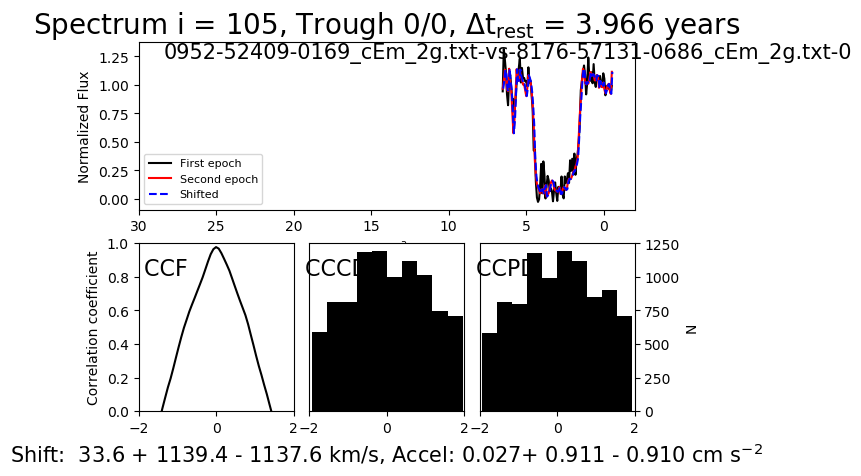 Spectrum i = 105, Trough 0/0, Δt_rest = 3.966 years
0952-52409-0169_cEm_2g.txt-vs-8176-57131-0686_cEm_2g.txt-0
Normalized Flux
1.25
1.00
0.75
0.50
0.25
0.00
First epoch
Second epoch
Shifted
30 25 20 15 10 5 0
Correlation coefficient
1.0
0.8
0.6
0.4
0.2
0.0
CCF
−2 0 2
CCCD
−2 0 2
CCPD
−2 0 2
1250
1000
750
500
250
0
N
Shift:  33.6 + 1139.4 - 1137.6 km/s, Accel: 0.027+ 0.911 - 0.910 cm s⁻²